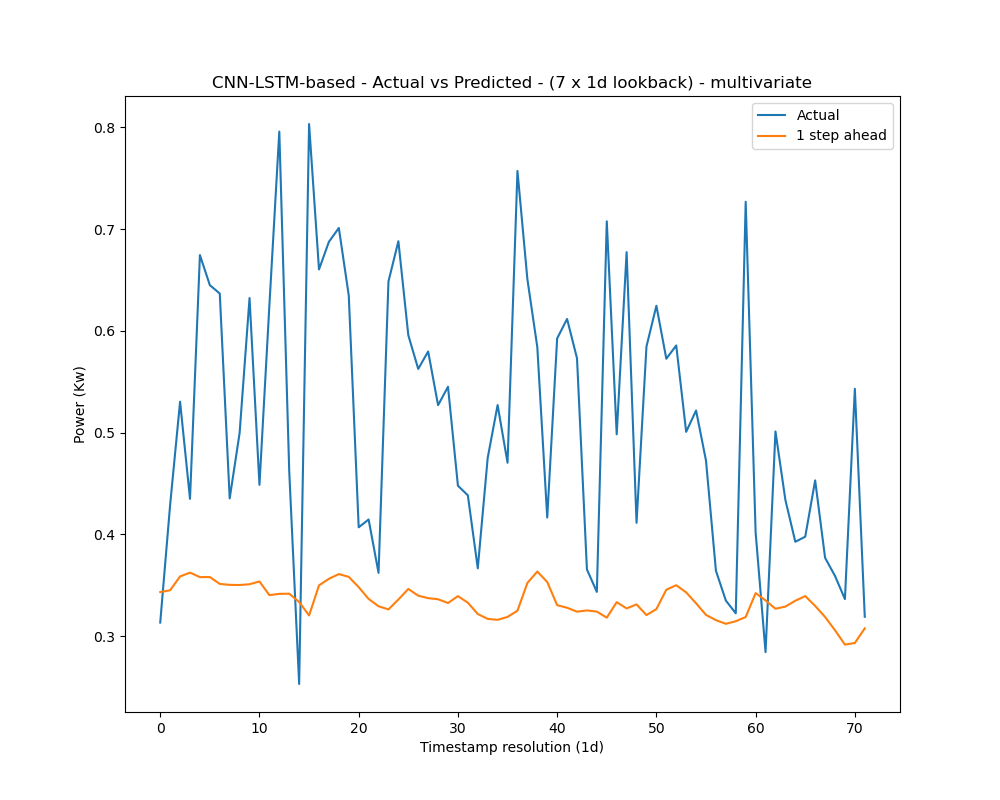 CNN-LSTM-based - Actual vs Predicted - (7 x 1d lookback) - multivariate
Actual
1 step ahead
0.8
0.7
0.6
0.5
0.4
0.3
Power (Kw)
0 10 20 30 40 50 60 70
Timestamp resolution (1d)